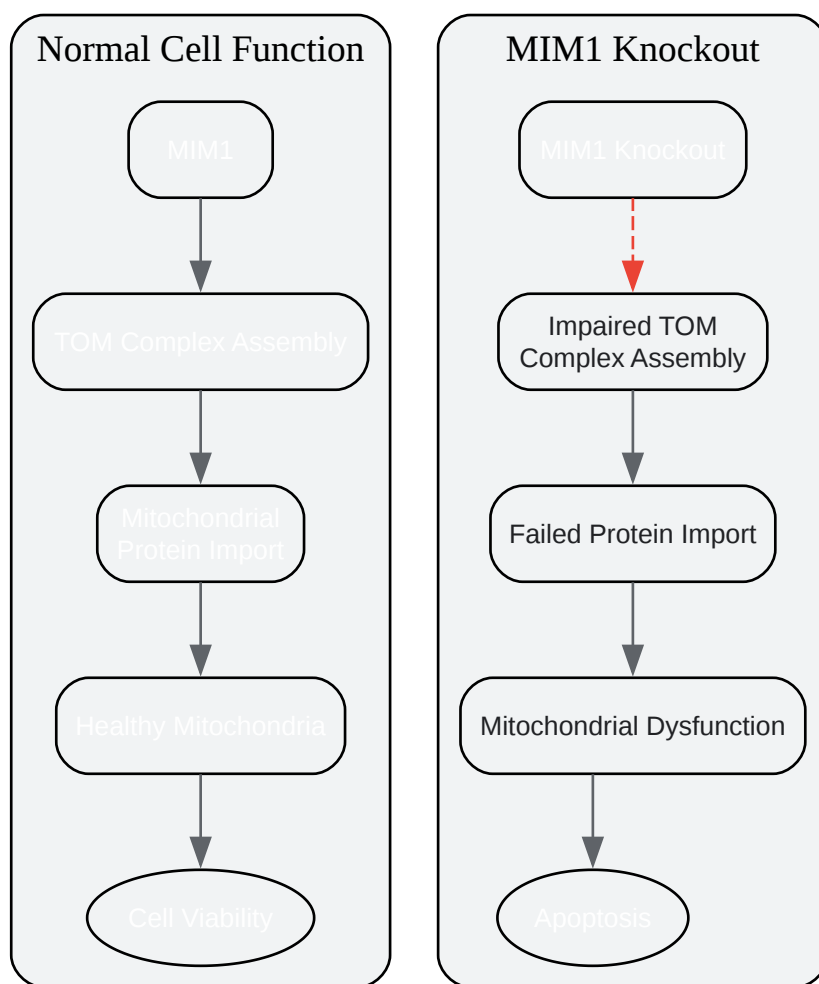 Normal Cell Function
MIM1
TOM Complex Assembly
Mitochondrial
Protein Import
Healthy Mitochondria
Cell Viability
MIM1 Knockout
MIM1 Knockout
Impaired TOM
Complex Assembly
Failed Protein Import
Mitochondrial Dysfunction
Apoptosis